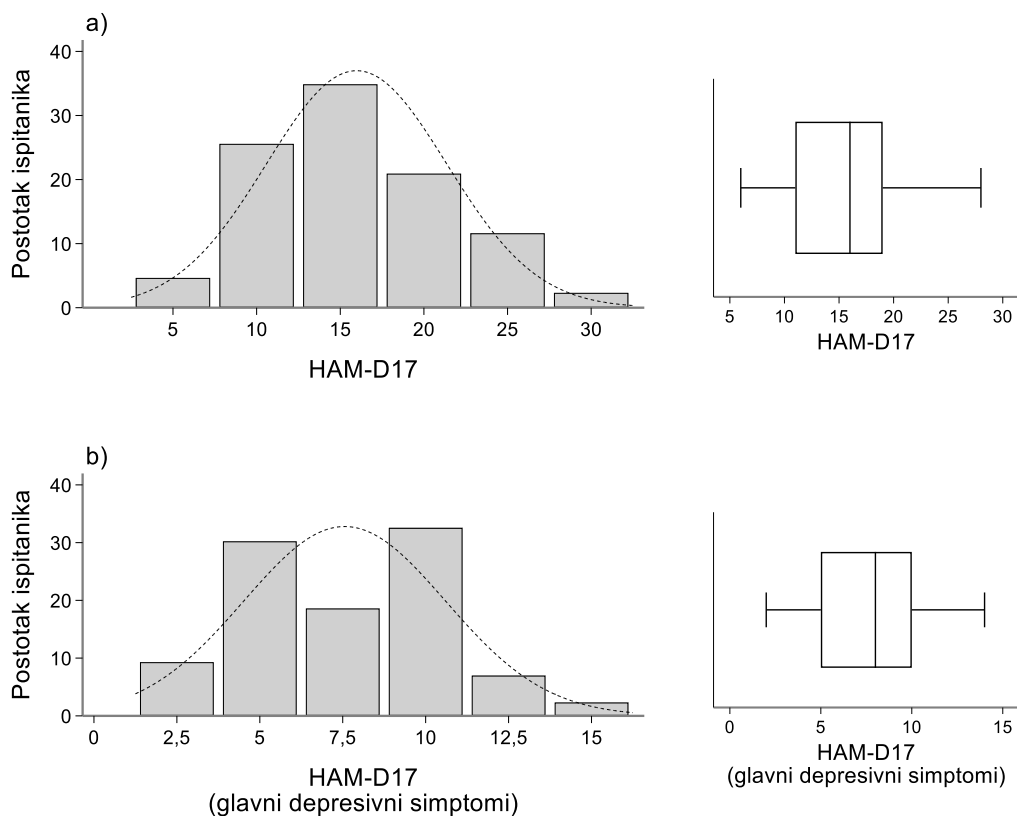 a)
Postotak ispitanika
40
30
20
10
0
5 10 15 20 25 30
HAM-D17
5 10 15 20 25 30
HAM-D17
b)
Postotak ispitanika
40
30
20
10
0
0 2,5 5 7,5 10 12,5 15
HAM-D17
(glavni depresivni simptomi)
0 5 10 15
HAM-D17
(glavni depresivni simptomi)